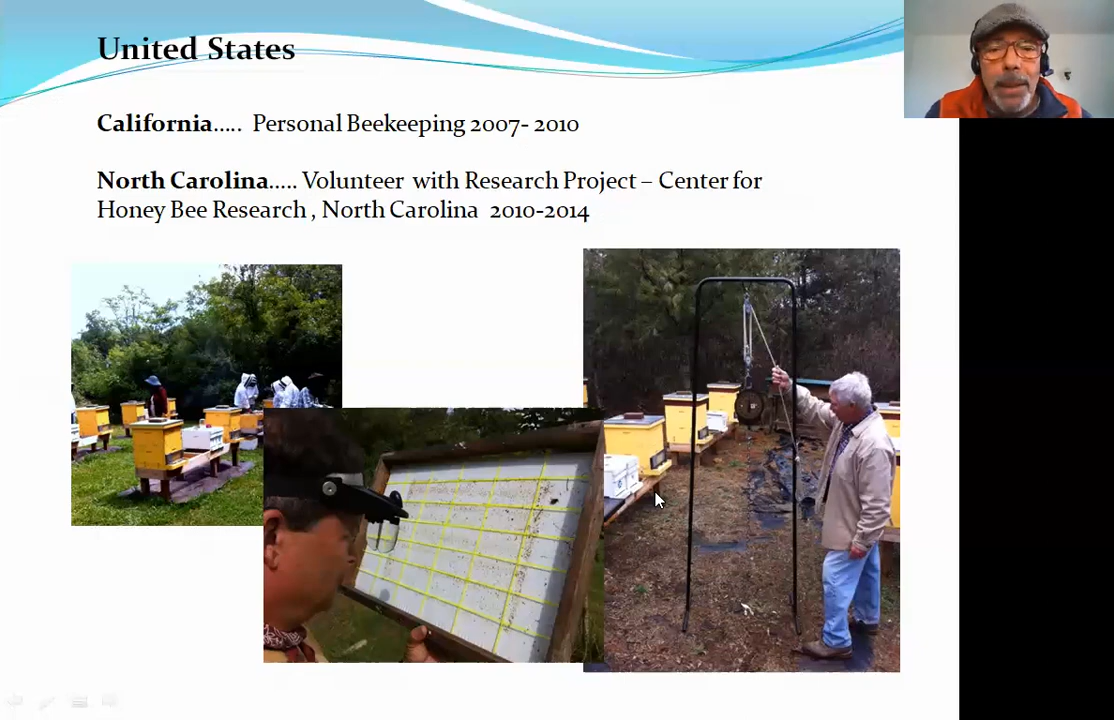 United States
California..... Personal Beekeeping 2007- 2010
North Carolina..... Volunteer with Research Project – Center for
Honey Bee Research , North Carolina 2010-2014